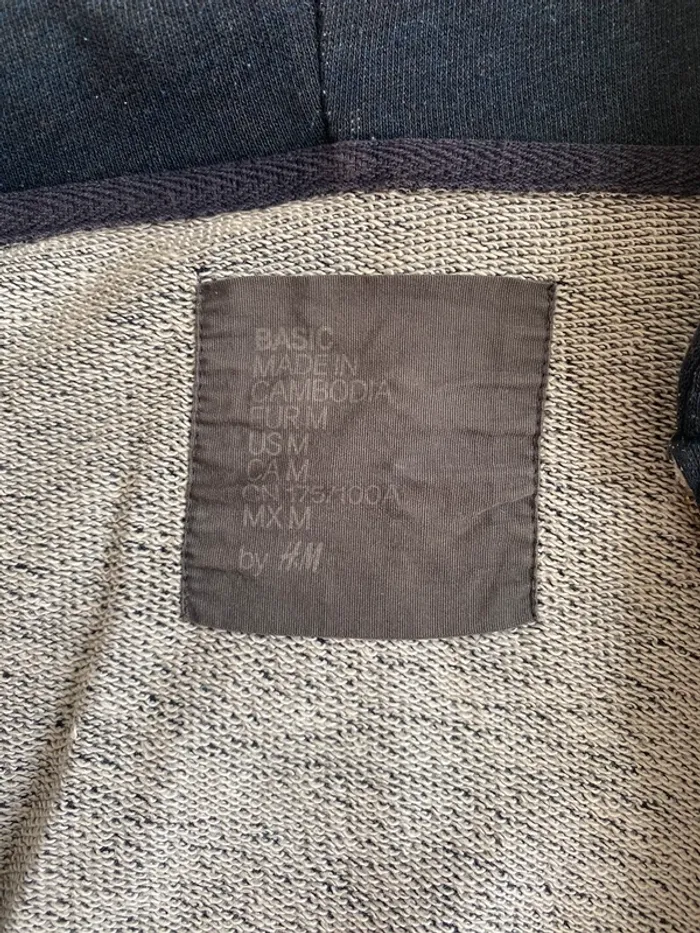 BASIC
MADE IN
CAMBODIA
EUR M
US M
CA M
CN 175/100A
MX M
by H&M